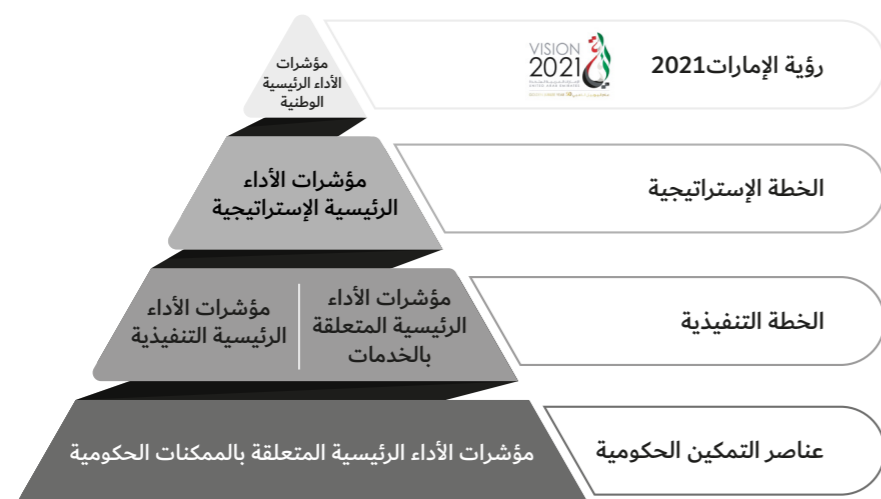 مؤشرات
الأداء الرئيسية
الوطنية
رؤية الإمارات2021
VISION
2021
مؤشرات الأداء
الرئيسية الإستراتيجية
الخطة الإستراتيجية
مؤشرات الأداء
الرئيسية المتعلقة
بالخدمات
مؤشرات الأداء
الرئيسية التنفيذية
الخطة التنفيذية
مؤشرات الأداء الرئيسية المتعلقة بالممكنات الحكومية
عناصر التمكين الحكومية